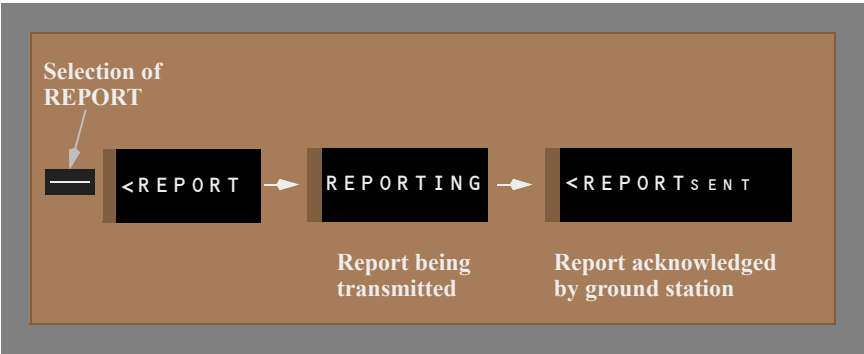 Selection of
REPORT
<REPORT
REPORTING
<REPORTSENT
Report being
transmitted
Report acknowledged
by ground station